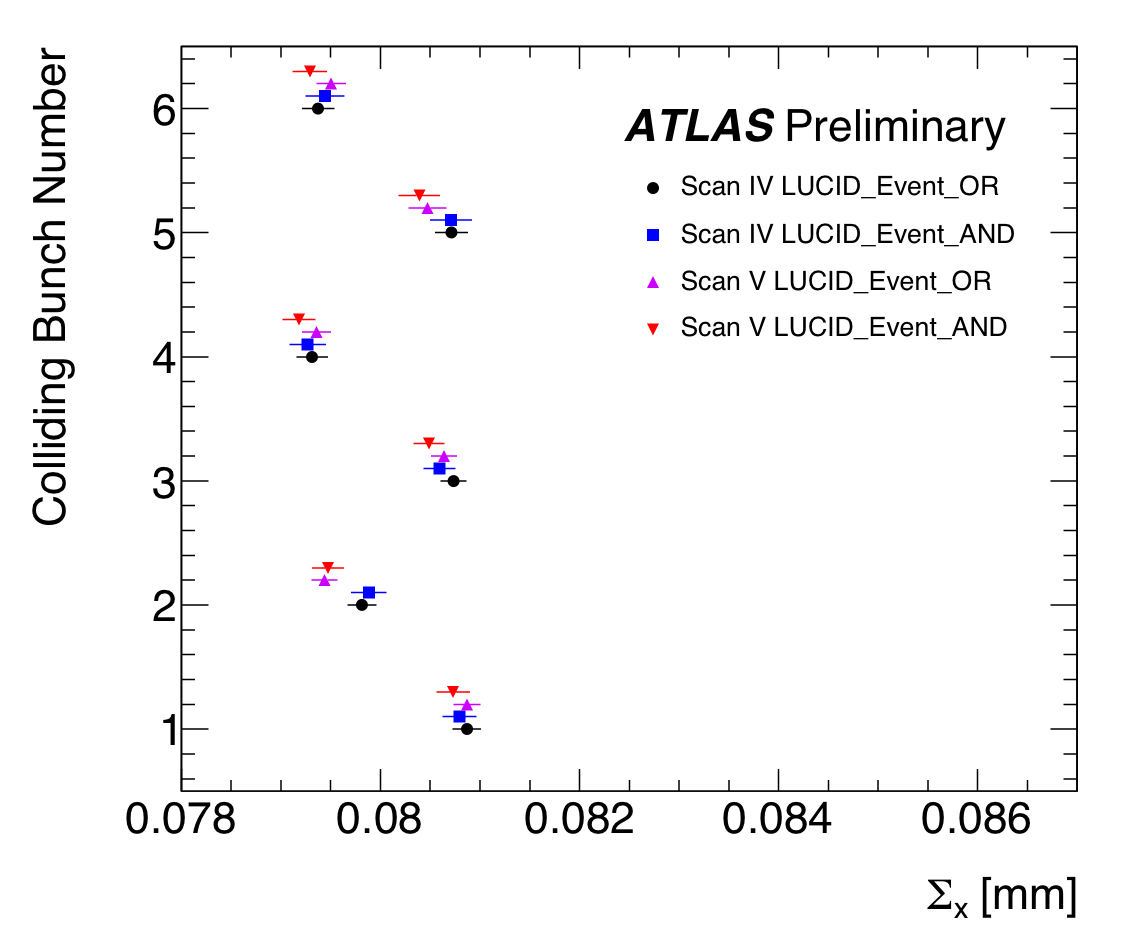 Colliding Bunch Number
6
5
4
3
2
1
ATLAS Preliminary
Scan IV LUCID_Event_OR
Scan IV LUCID_Event_AND
Scan V LUCID_Event_OR
Scan V LUCID_Event_AND
0.078 0.08 0.082 0.084 0.086
Σx [mm]